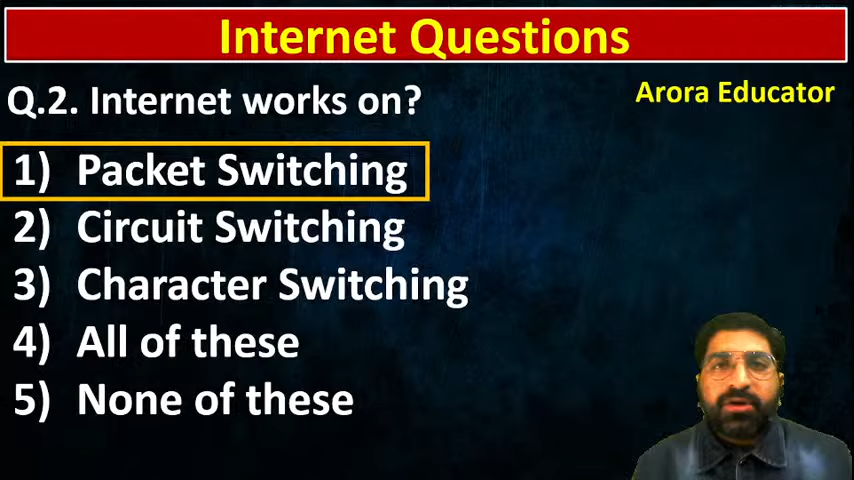 Internet Questions
Q.2. Internet works on?
Arora Educator
1) Packet Switching
2) Circuit Switching
3) Character Switching
4) All of these
5) None of these